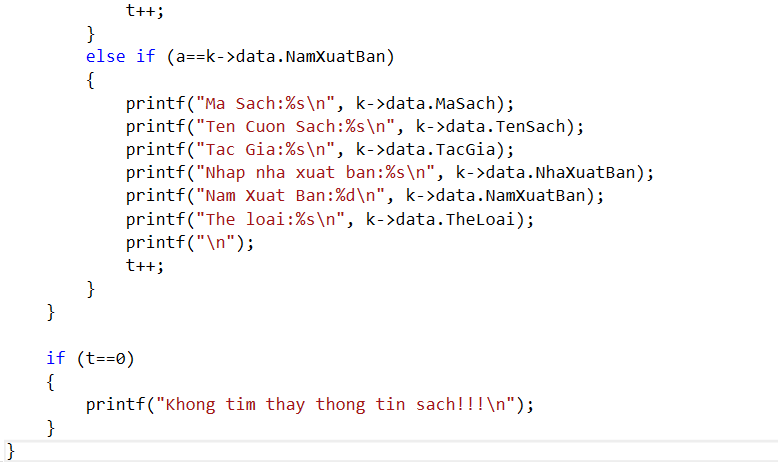 t++;
        }
        else if (a==k->data.NamXuatBan)
        {
            printf("Ma Sach:%s\n", k->data.MaSach);
            printf("Ten Cuon Sach:%s\n", k->data.TenSach);
            printf("Tac Gia:%s\n", k->data.TacGia);
            printf("Nhap nha xuat ban:%s\n", k->data.NhaXuatBan);
            printf("Nam Xuat Ban:%d\n", k->data.NamXuatBan);
            printf("The loai:%s\n", k->data.TheLoai);
            printf("\n");
            t++;
        }
    }
    if (t==0)
    {
        printf("Khong tim thay thong tin sach!!!\n");
    }
}